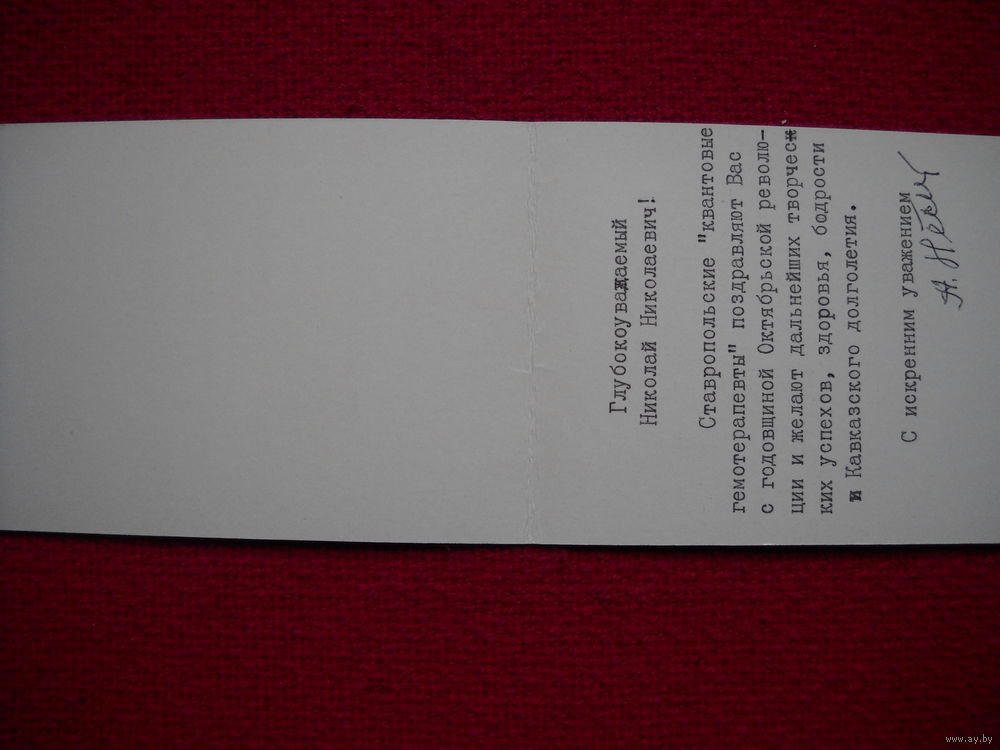 Глубокоуважаемый
Николай Николаевич!
Ставропольские "квантовые
гемотерапевты" поздравляют Вас
с годовщиной Октябрьской револю-
ции и желают дальнейших творчес
ких успехов, здоровья, бодрости
и Кавказского долголетия.
С искренним уважением
www.ay.by